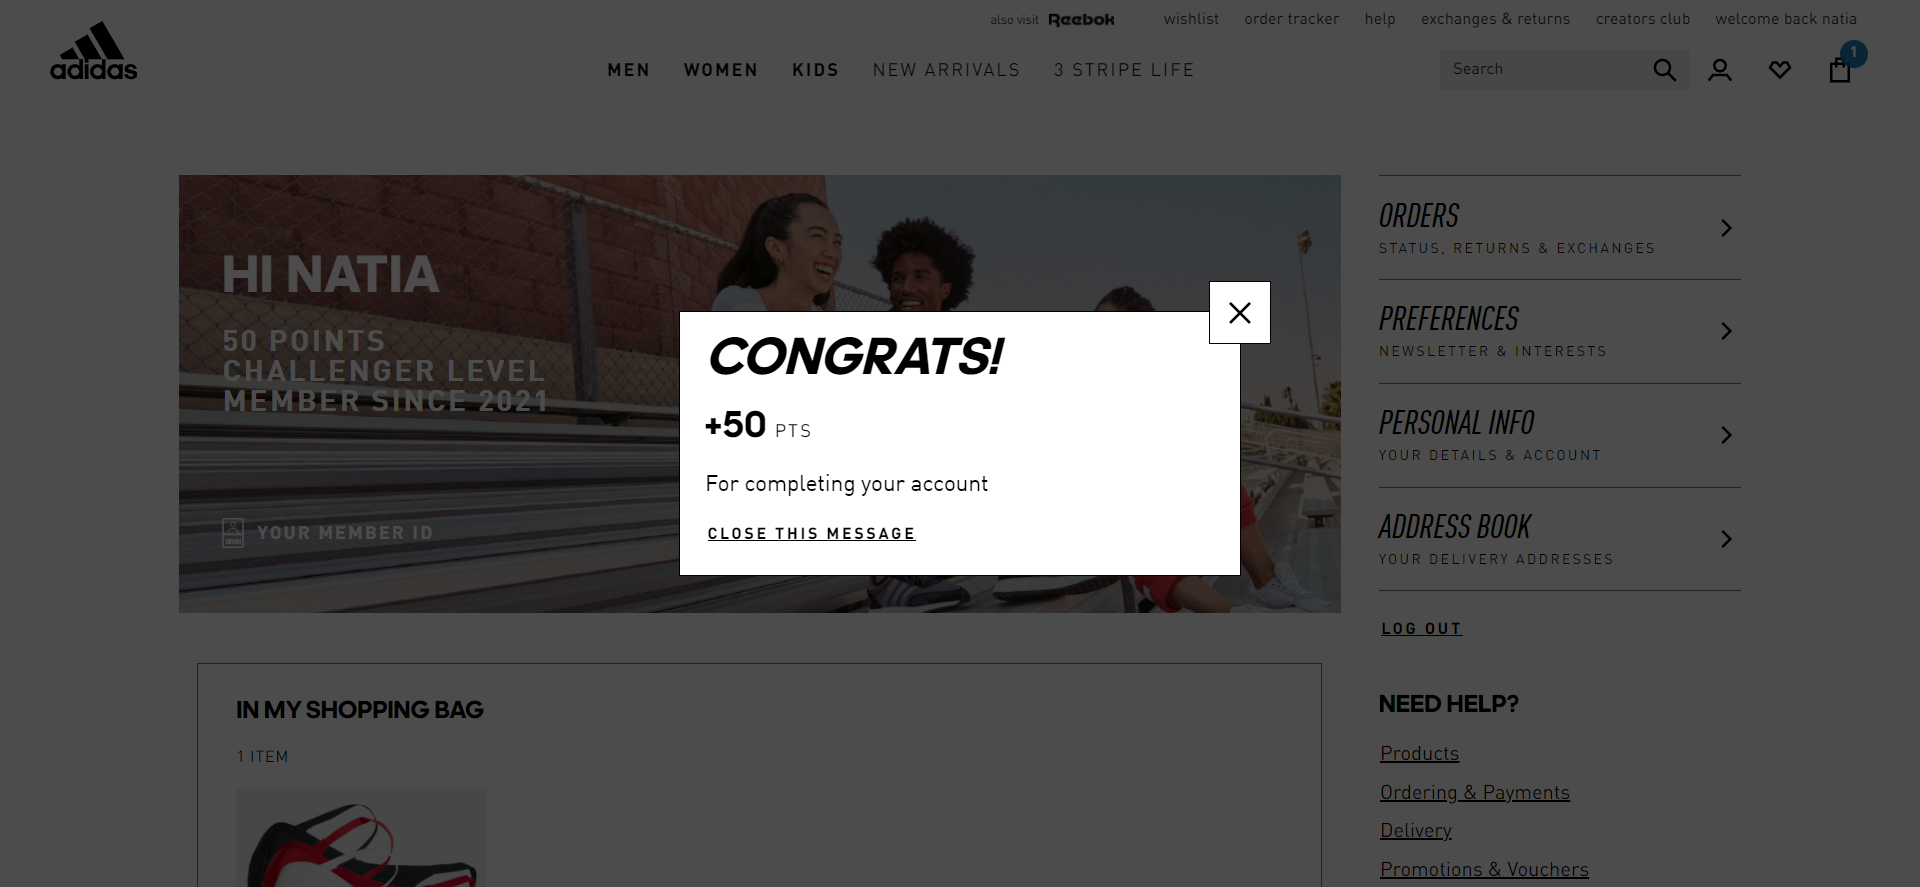 also visit Reebok wishlist order tracker help exchanges & returns creators club welcome back natia
adidas
MEN WOMEN KIDS NEW ARRIVALS 3 STRIPE LIFE
Search
1
HI NATIA
50 POINTS
CHALLENGER LEVEL
MEMBER SINCE 2021
YOUR MEMBER ID
CONGRATS!
+50 PTS
For completing your account
CLOSE THIS MESSAGE
ORDERS
STATUS, RETURNS & EXCHANGES
PREFERENCES
NEWSLETTER & INTERESTS
PERSONAL INFO
YOUR DETAILS & ACCOUNT
ADDRESS BOOK
YOUR DELIVERY ADDRESSES
LOG OUT
IN MY SHOPPING BAG
1 ITEM
NEED HELP?
Products
Ordering & Payments
Delivery
Promotions & Vouchers